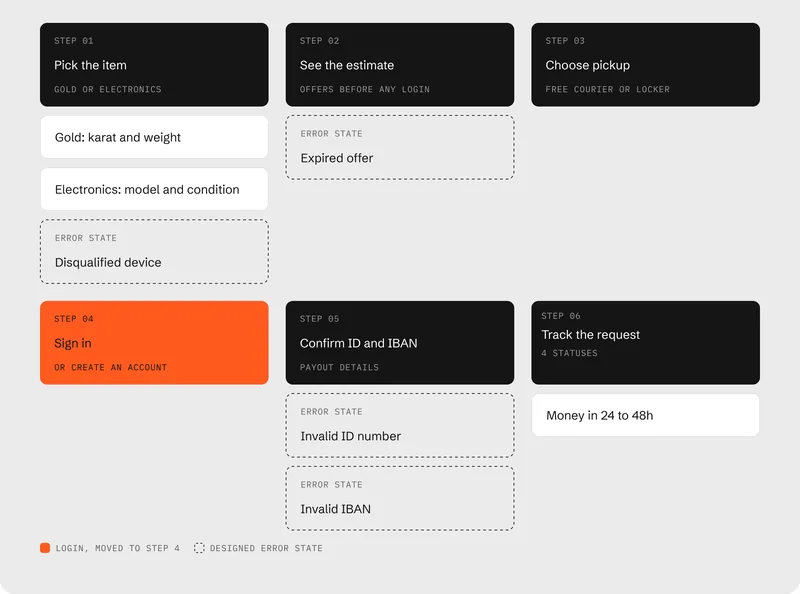 STEP 01
Pick the item
GOLD OR ELECTRONICS
Gold: karat and weight
Electronics: model and condition
ERROR STATE
Disqualified device
STEP 02
See the estimate
OFFERS BEFORE ANY LOGIN
ERROR STATE
Expired offer
STEP 03
Choose pickup
FREE COURIER OR LOCKER
STEP 04
Sign in
OR CREATE AN ACCOUNT
STEP 05
Confirm ID and IBAN
PAYOUT DETAILS
ERROR STATE
Invalid ID number
ERROR STATE
Invalid IBAN
STEP 06
Track the request
4 STATUSES
Money in 24 to 48h
LOGIN, MOVED TO STEP 4
DESIGNED ERROR STATE